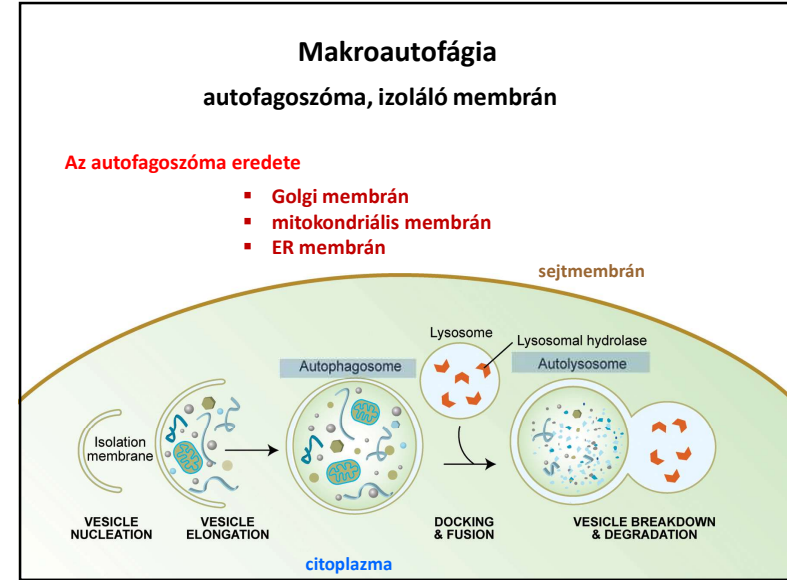 Makroautofágia
autofagoszóma, izoláló membrán
Az autofagoszóma eredete
▪ Golgi membrán
▪ mitokondriális membrán
▪ ER membrán
sejtmembrán
Lysosome
Lysosomal hydrolase
Autophagosome
Autolysosome
Isolation
membrane
VESICLE
NUCLEATION
VESICLE
ELONGATION
DOCKING
& FUSION
VESICLE BREAKDOWN
& DEGRADATION
citoplazma